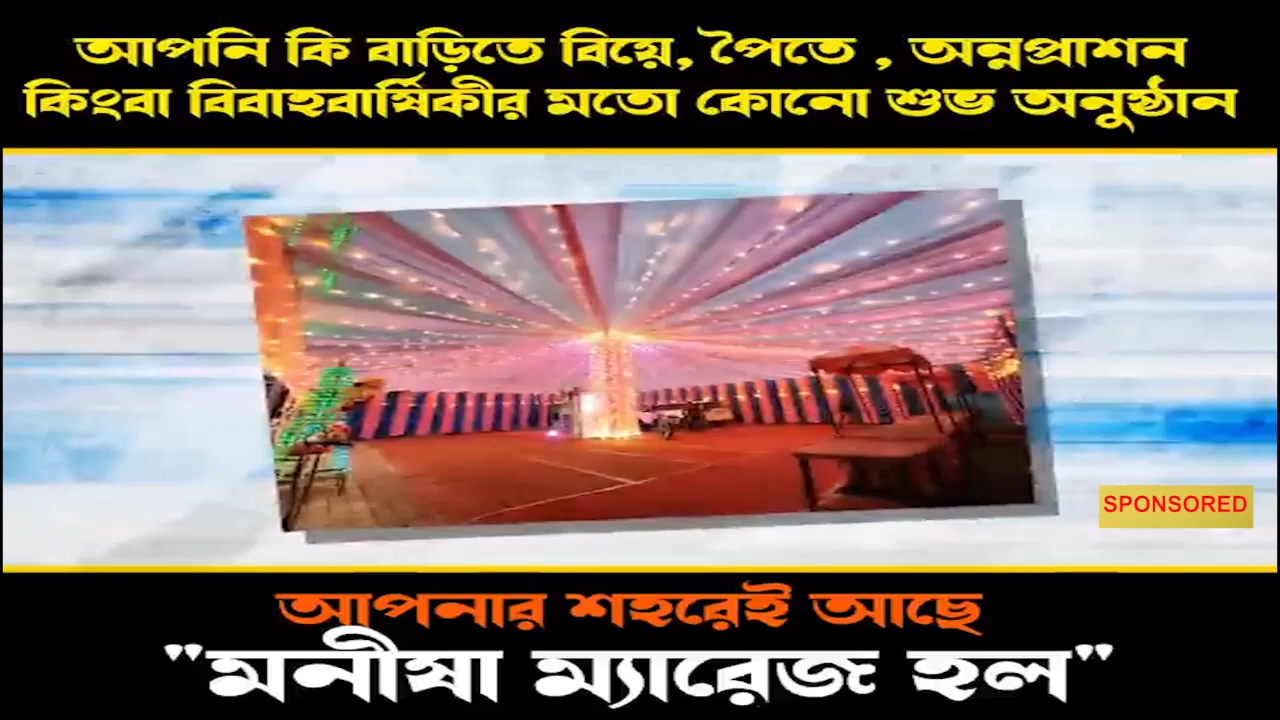 আপনি কি বাড়িতে বিয়ে, পৈতে , অন্নপ্রাশন
কিংবা বিবাহবার্ষিকীর মতো কোনো শুভ অনুষ্ঠান
SPONSORED
আপনার শহরেই আছে
"মনীষা ম্যারেজ হল"